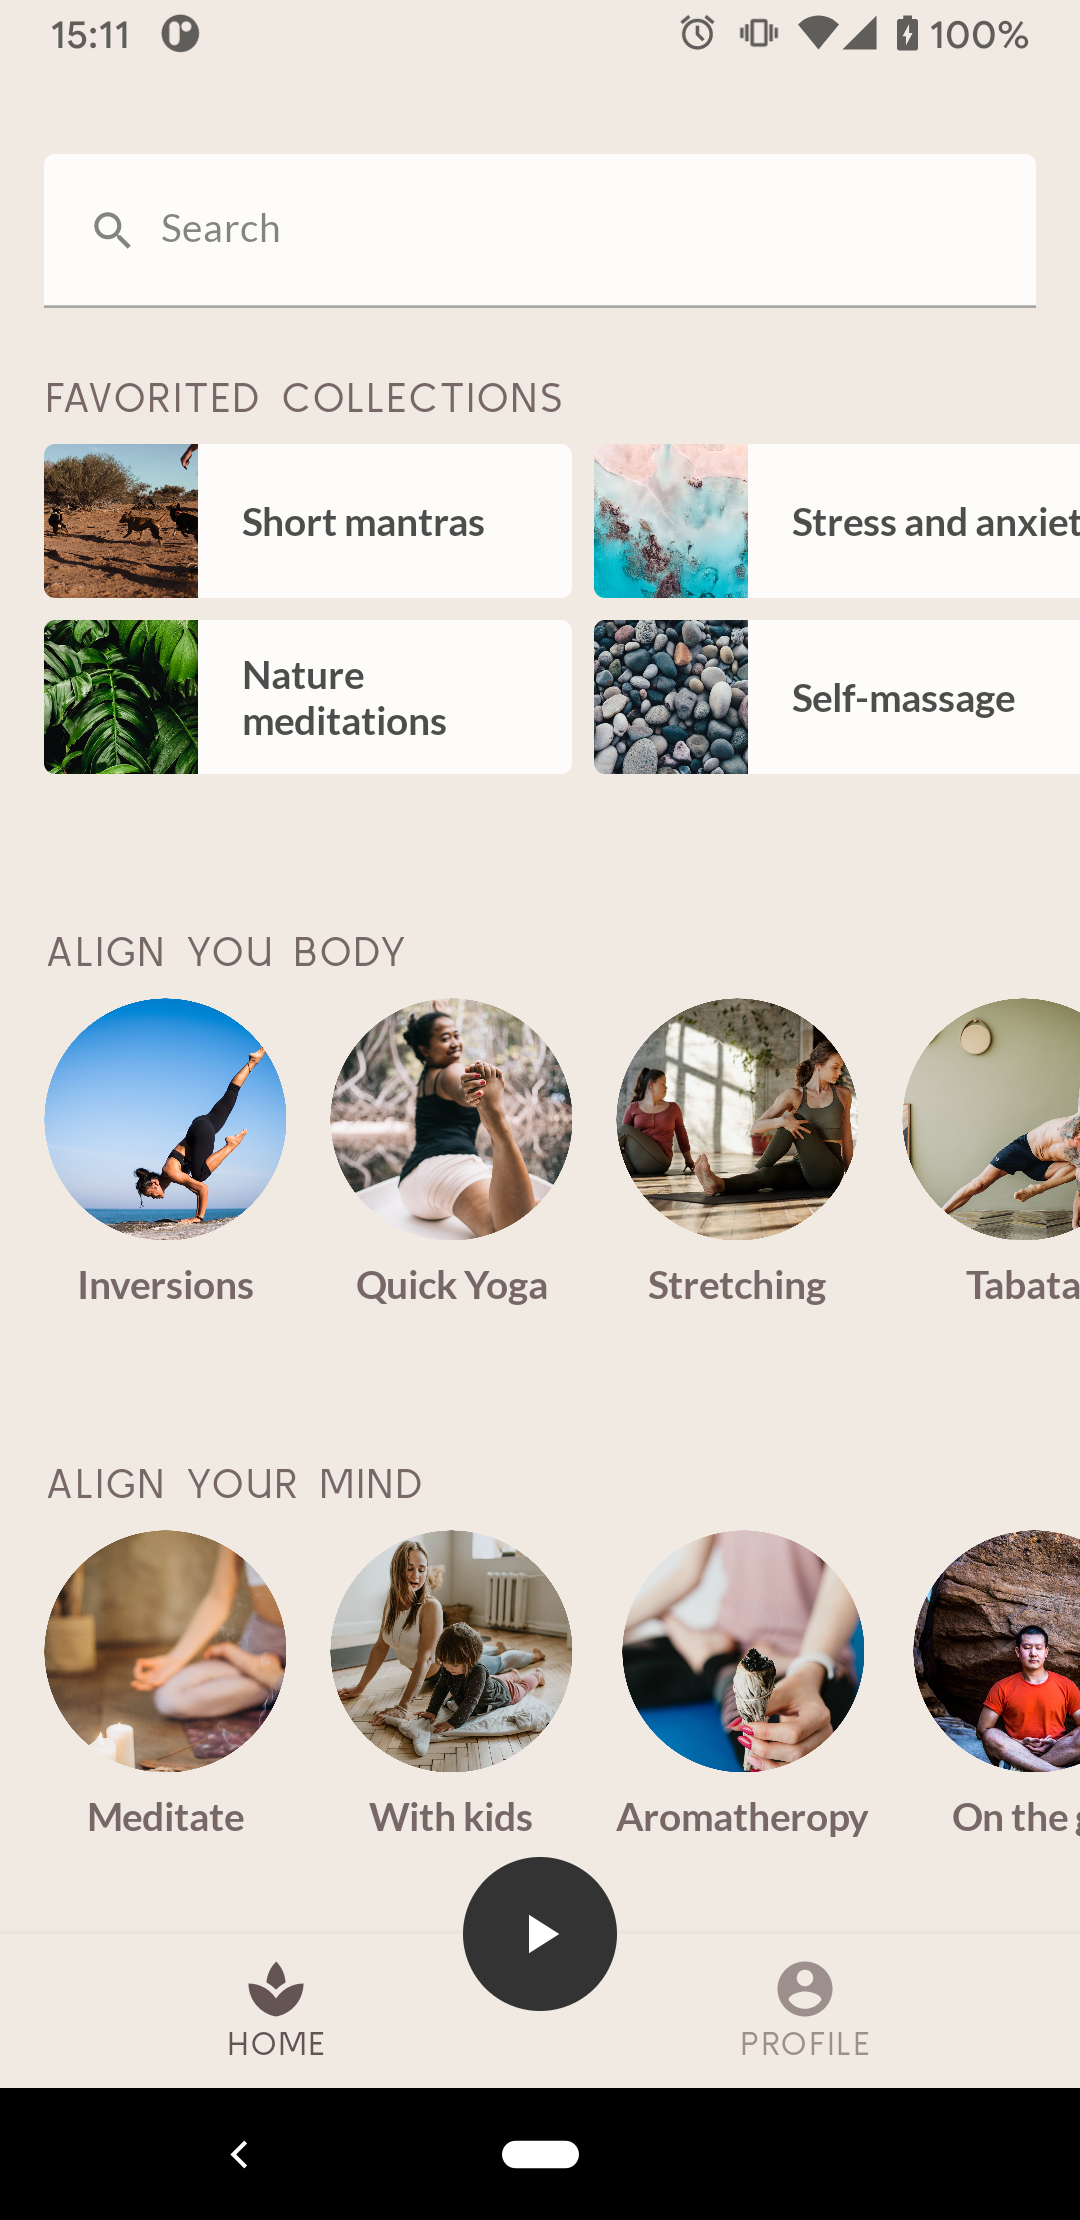 15:11
100%
Search
FAVORITED COLLECTIONS
Short mantras
Stress and anxiet
Nature
meditations
Self-massage
ALIGN YOU BODY
Inversions
Quick Yoga
Stretching
Tabata
ALIGN YOUR MIND
Meditate
With kids
Aromatheropy
On the g
HOME
PROFILE